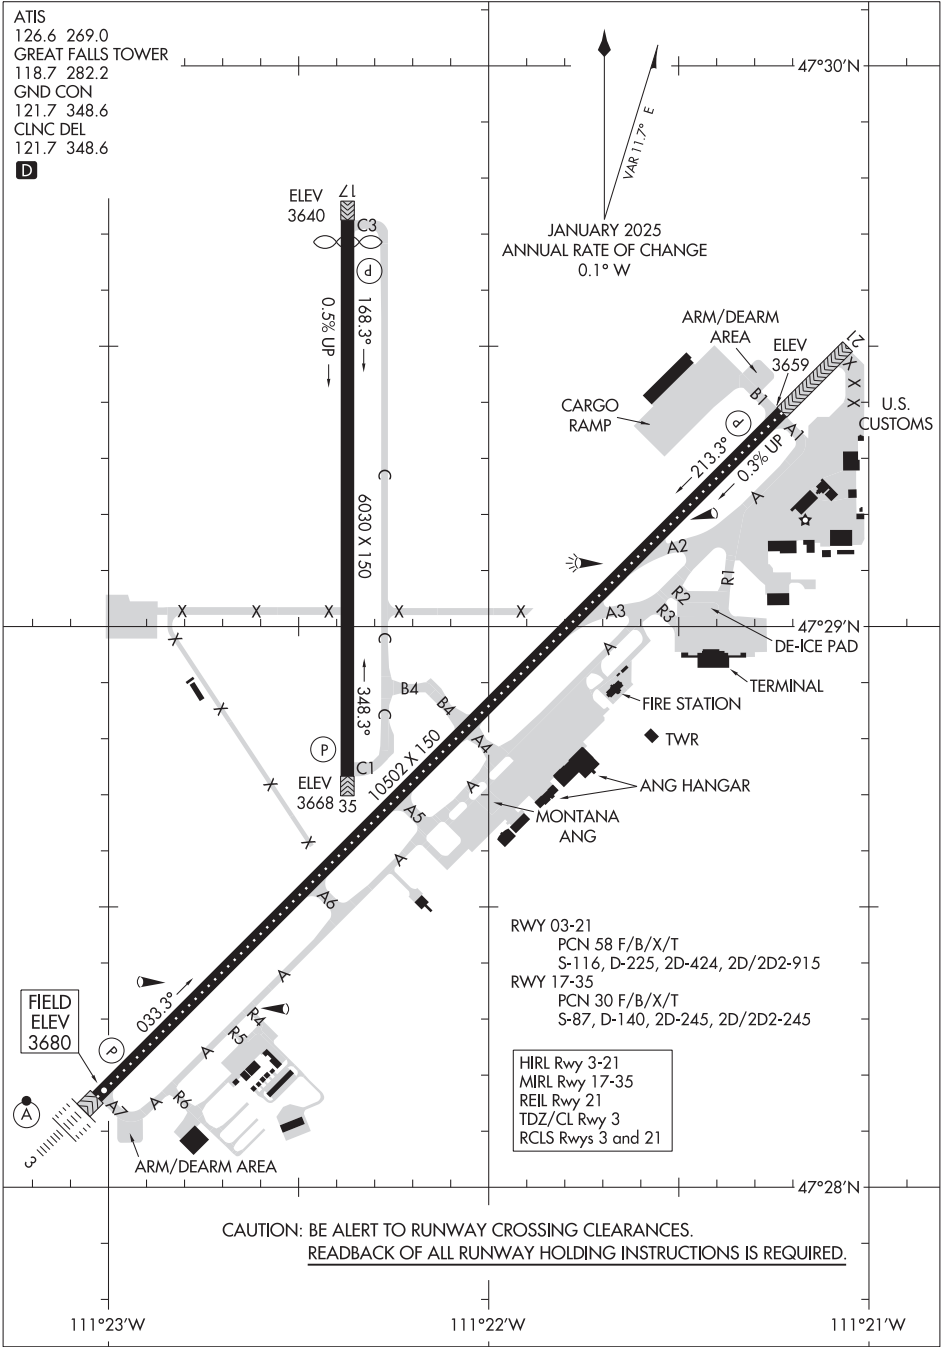 ATIS
126.6 269.0
GREAT FALLS TOWER
118.7 282.2
GND CON
121.7 348.6
CLNC DEL
121.7 348.6
D
47°30'N
VAR 11.7° E
JANUARY 2025
ANNUAL RATE OF CHANGE
0.1° W
ELEV
3640
17
C3
P
0.5% UP
168.3°
C
6030 X 150
C
C
348.3°
P
C1
ELEV
3668
35
ARM/DEARM
AREA
ELEV
3659
21
B1
X
X
X
U.S.
CUSTOMS
CARGO
RAMP
P
A1
213.3°
0.3% UP
A
A2
R1
R2
R3
A3
X X X X X
47°29'N
DE-ICE PAD
A
TERMINAL
FIRE STATION
TWR
X
X
X
X
B4
B4
A4
10502 X 150
A
ANG HANGAR
MONTANA
ANG
A5
A
A6
A
RWY 03-21
PCN 58 F/B/X/T
S-116, D-225, 2D-424, 2D/2D2-915
RWY 17-35
PCN 30 F/B/X/T
S-87, D-140, 2D-245, 2D/2D2-245
FIELD
ELEV
3680
033.3°
P
R4
R5
A
HIRL Rwy 3-21
MIRL Rwy 17-35
REIL Rwy 21
TDZ/CL Rwy 3
RCLS Rwys 3 and 21
A
A7
A
R6
3
ARM/DEARM AREA
47°28'N
CAUTION: BE ALERT TO RUNWAY CROSSING CLEARANCES.
READBACK OF ALL RUNWAY HOLDING INSTRUCTIONS IS REQUIRED.
111°23'W
111°22'W
111°21'W